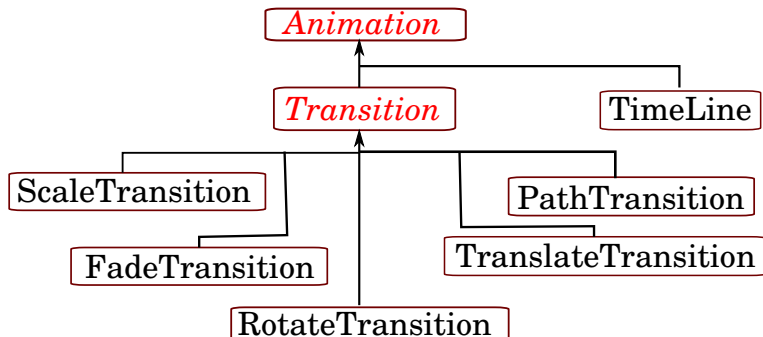 Animation
Transition
TimeLine
ScaleTransition
PathTransition
FadeTransition
TranslateTransition
RotateTransition